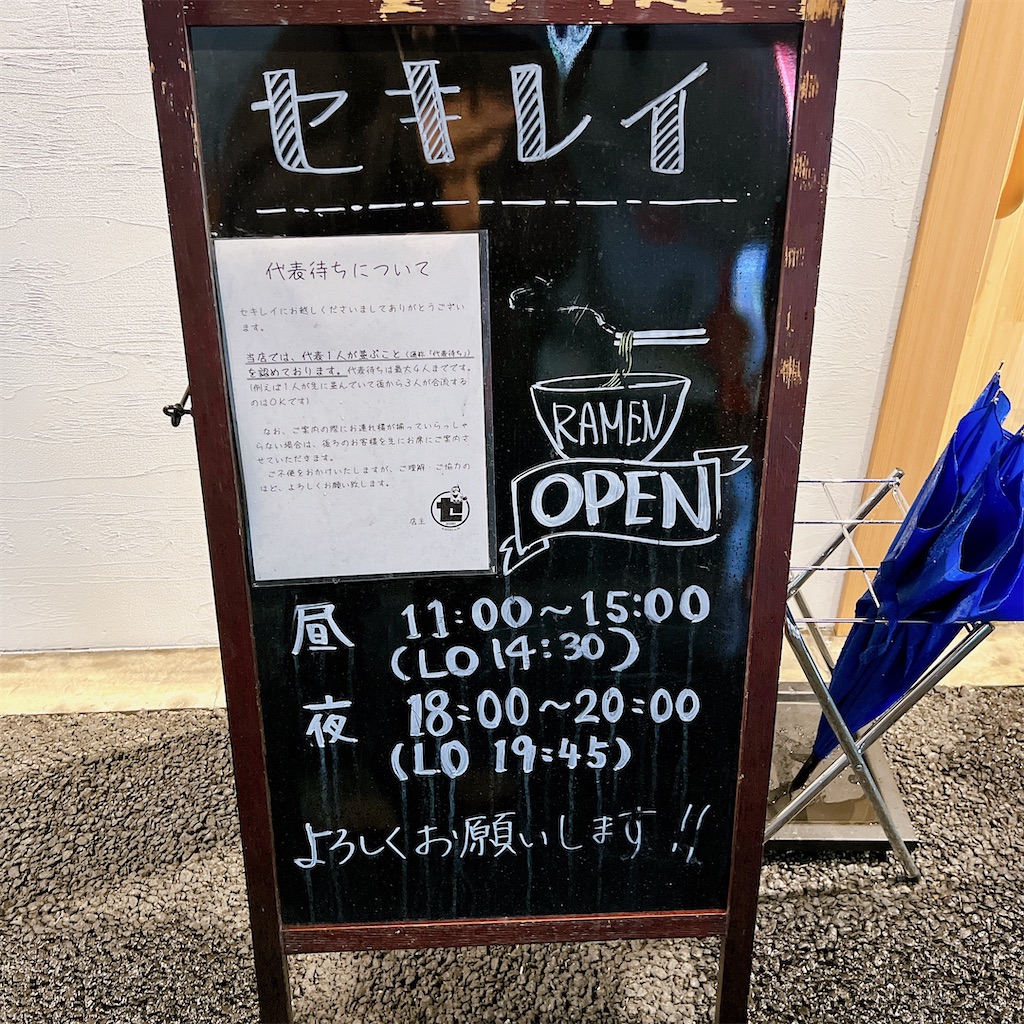 セキレイ
代表待ちについて
セキレイにお越しくださいましてありがとうござい
ます。
当店では、代表1人が並ぶこと(通称「代表待ち」)
を認めております。代表待ちは最大4人までです。
(例えば1人が先に並んでいて後から3人が合流する
のはOKです)
なお、ご案内の際にお連れ様が揃っていらっしゃ
らない場合は、後ろのお客様を先にお席にご案内さ
せていただきます。
ご不便をおかけいたしますが、ご理解・ご協力の
ほど、よろしくお願い致します。
店主
セ
RAMEN
OPEN
昼 11:00～15:00
(LO 14:30)
夜 18:00～20:00
(LO 19:45)
よろしくお願いします!!